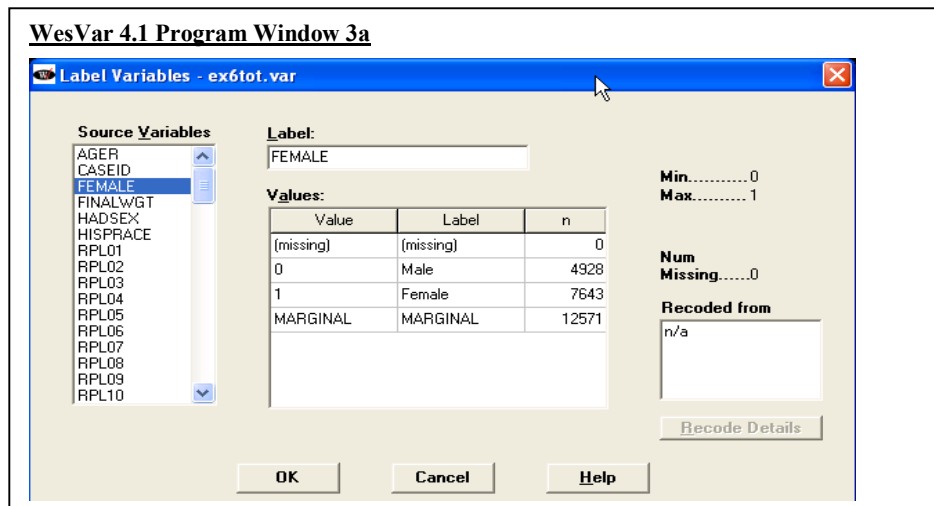 WesVar 4.1 Program Window 3a
W Label Variables - ex6tot.var
Source Variables
AGER
CASEID
FEMALE
FINALWGT
HADSEX
HISPRACE
RPL01
RPL02
RPL03
RPL04
RPL05
RPL06
RPL07
RPL08
RPL09
RPL10
Label:
FEMALE
Values:
Value Label n
(missing) (missing) 0
0 Male 4928
1 Female 7643
MARGINAL MARGINAL 12571
Min..........0
Max..........1
Num
Missing......0
Recoded from
n/a
Recode Details
OK Cancel Help